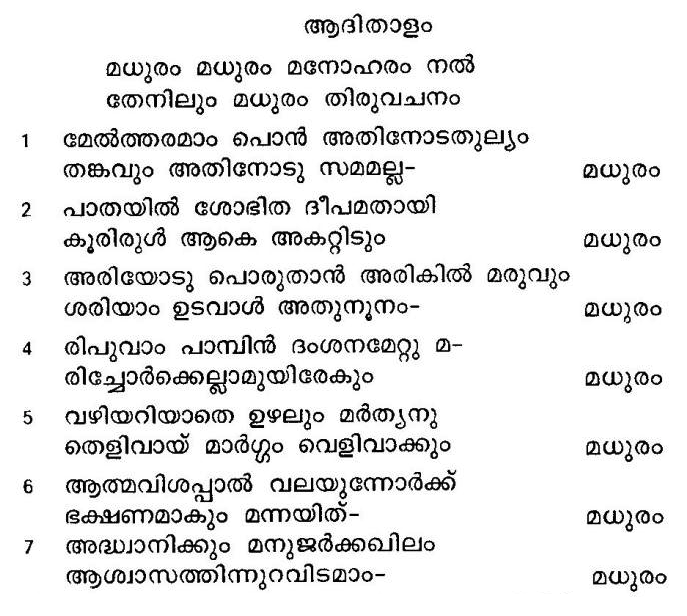 ആദിതാളം
മധുരം മധുരം മനോഹരം നൽ
തേനിലും മധുരം തിരുവചനം
1 മേൽത്തരമാം പൊൻ അതിനോടതുല്യം
തങ്കവും അതിനോടു സമമല്ല- മധുരം
2 പാതയിൽ ശോഭിത ദീപമതായി
കൂരിരുൾ ആകെ അകറ്റിടും മധുരം
3 അരിയോടു പൊരുതാൻ അരികിൽ മരുവും
ശരിയാം ഉടവാൾ അതുനൂനം- മധുരം
4 രിപുവാം പാമ്പിൻ ദംശനമേറ്റു മ-
രിച്ചോർക്കെല്ലാമുയിരേകും മധുരം
5 വഴിയറിയാതെ ഉഴലും മർത്യനു
തെളിവായ് മാർഗ്ഗം വെളിവാക്കും മധുരം
6 ആത്മവിശപ്പാൽ വലയുന്നോർക്ക്
ഭക്ഷണമാകും മന്നയിത്- മധുരം
7 അദ്ധ്വാനിക്കും മനുജർക്കഖിലം
ആശ്വാസത്തിന്നുറവിടമാം- മധുരം